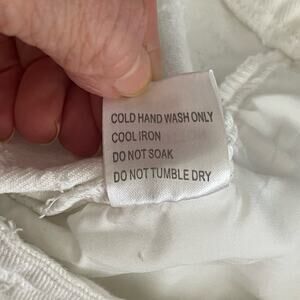 COLD HAND WASH ONLY
COOL IRON
DO NOT SOAK
DO NOT TUMBLE DRY